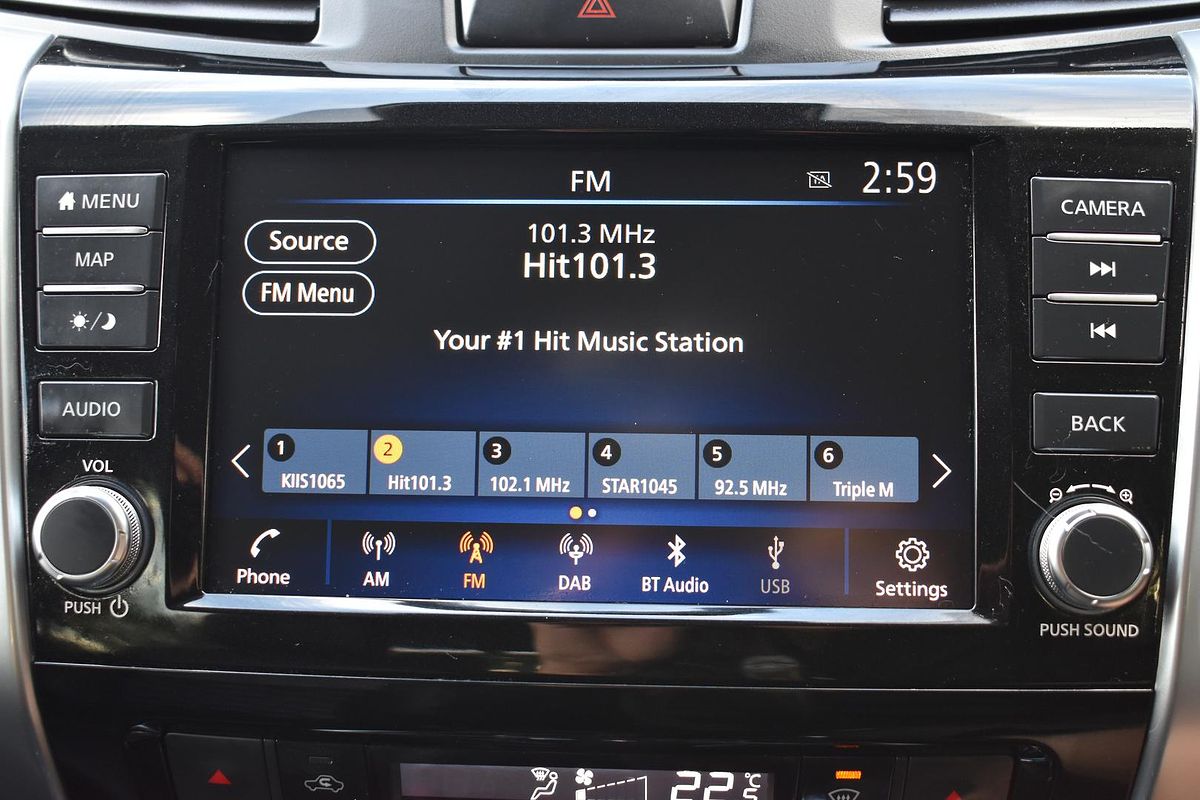 FM
TA
2:59
MENU
MAP
AUDIO
VOL
PUSH
Source
FM Menu
101.3 MHz
Hit101.3
Your #1 Hit Music Station
1
KIIS1065
2
Hit101.3
3
102.1 MHz
4
STAR1045
5
92.5 MHz
6
Triple M
Phone
AM
FM
DAB
BT Audio
USB
Settings
CAMERA
BACK
PUSH SOUND
22.5 °C